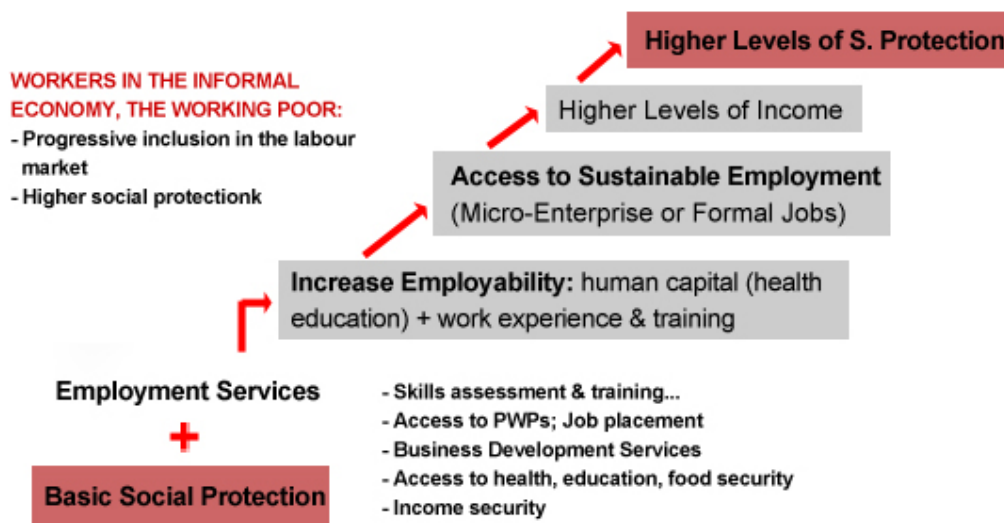 Higher Levels of S. Protection
WORKERS IN THE INFORMAL
ECONOMY, THE WORKING POOR:
- Progressive inclusion in the labour
market
- Higher social protectionk
Higher Levels of Income
Access to Sustainable Employment
(Micro-Enterprise or Formal Jobs)
Increase Employability: human capital (health
education) + work experience & training
Employment Services
+
Basic Social Protection
- Skills assessment & training...
- Access to PWPs; Job placement
- Business Development Services
- Access to health, education, food security
- Income security